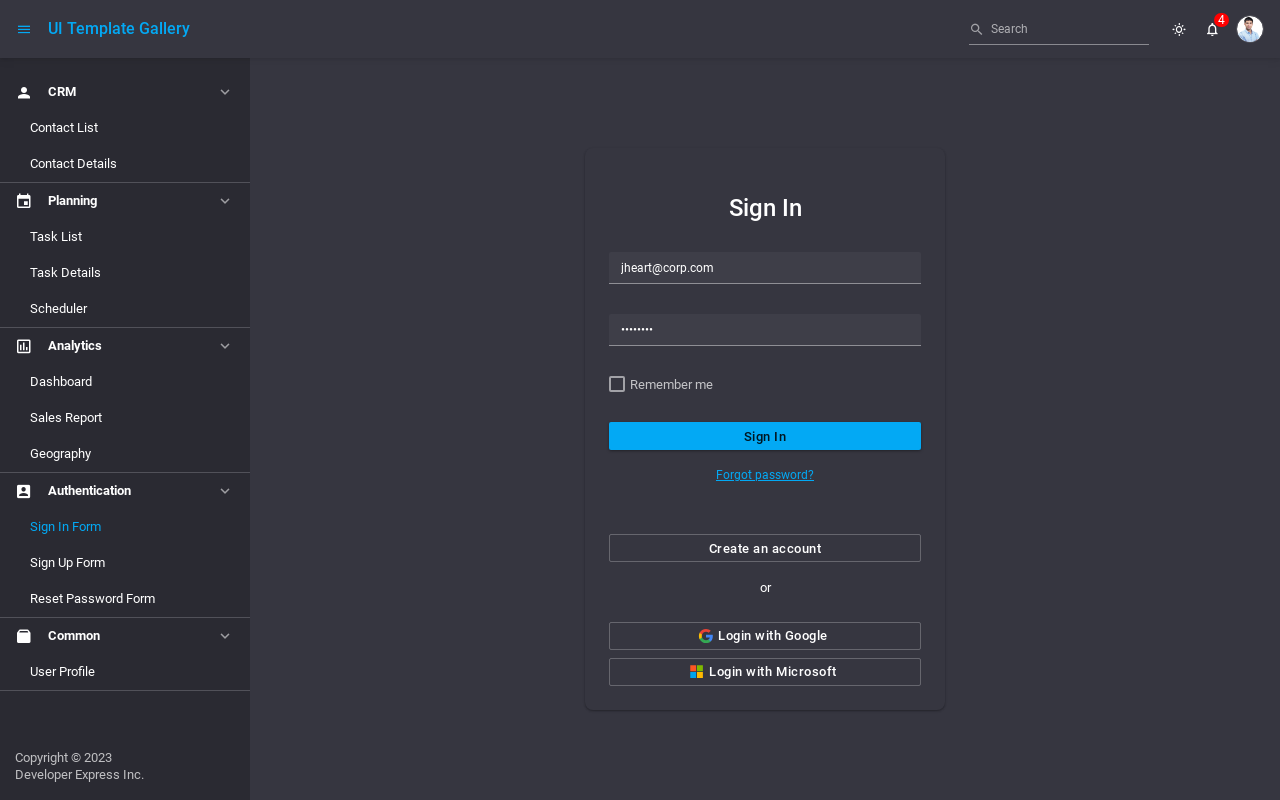 UI Template Gallery
Search
4
CRM
Contact List
Contact Details
Planning
Task List
Task Details
Scheduler
Analytics
Dashboard
Sales Report
Geography
Authentication
Sign In Form
Sign Up Form
Reset Password Form
Common
User Profile
Copyright © 2023
Developer Express Inc.
Sign In
jheart@corp.com
••••••••
Remember me
Sign In
Forgot password?
Create an account
or
Login with Google
Login with Microsoft